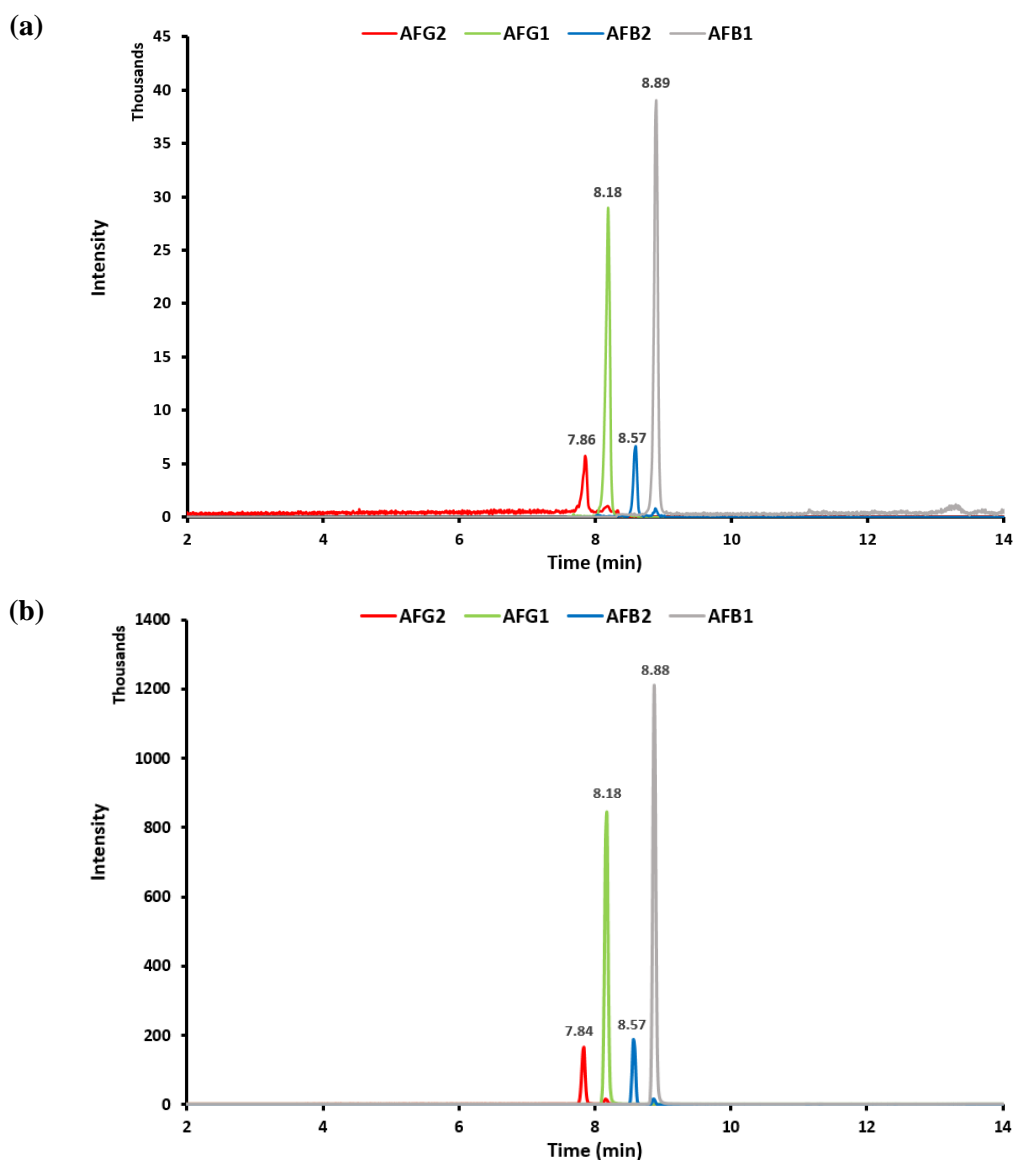 (a)
AFG2 AFG1 AFB2 AFB1
Thousands
Intensity
45
40
35
30
25
20
15
10
5
0
8.89
8.18
7.86
8.57
2 4 6 8 10 12 14
Time (min)
(b)
AFG2 AFG1 AFB2 AFB1
Thousands
Intensity
1400
1200
1000
800
600
400
200
0
8.88
8.18
7.84
8.57
2 4 6 8 10 12 14
Time (min)